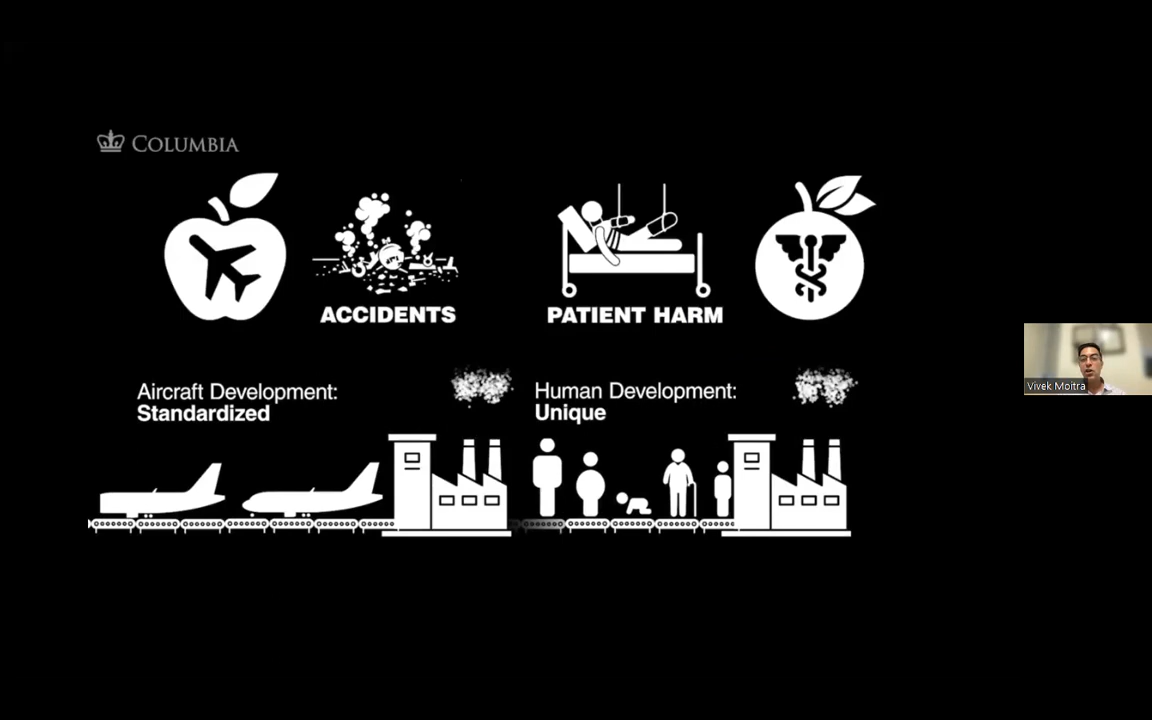 COLUMBIA
ACCIDENTS
PATIENT HARM
Aircraft Development:
Standardized
Human Development:
Unique
Vivek Moitra